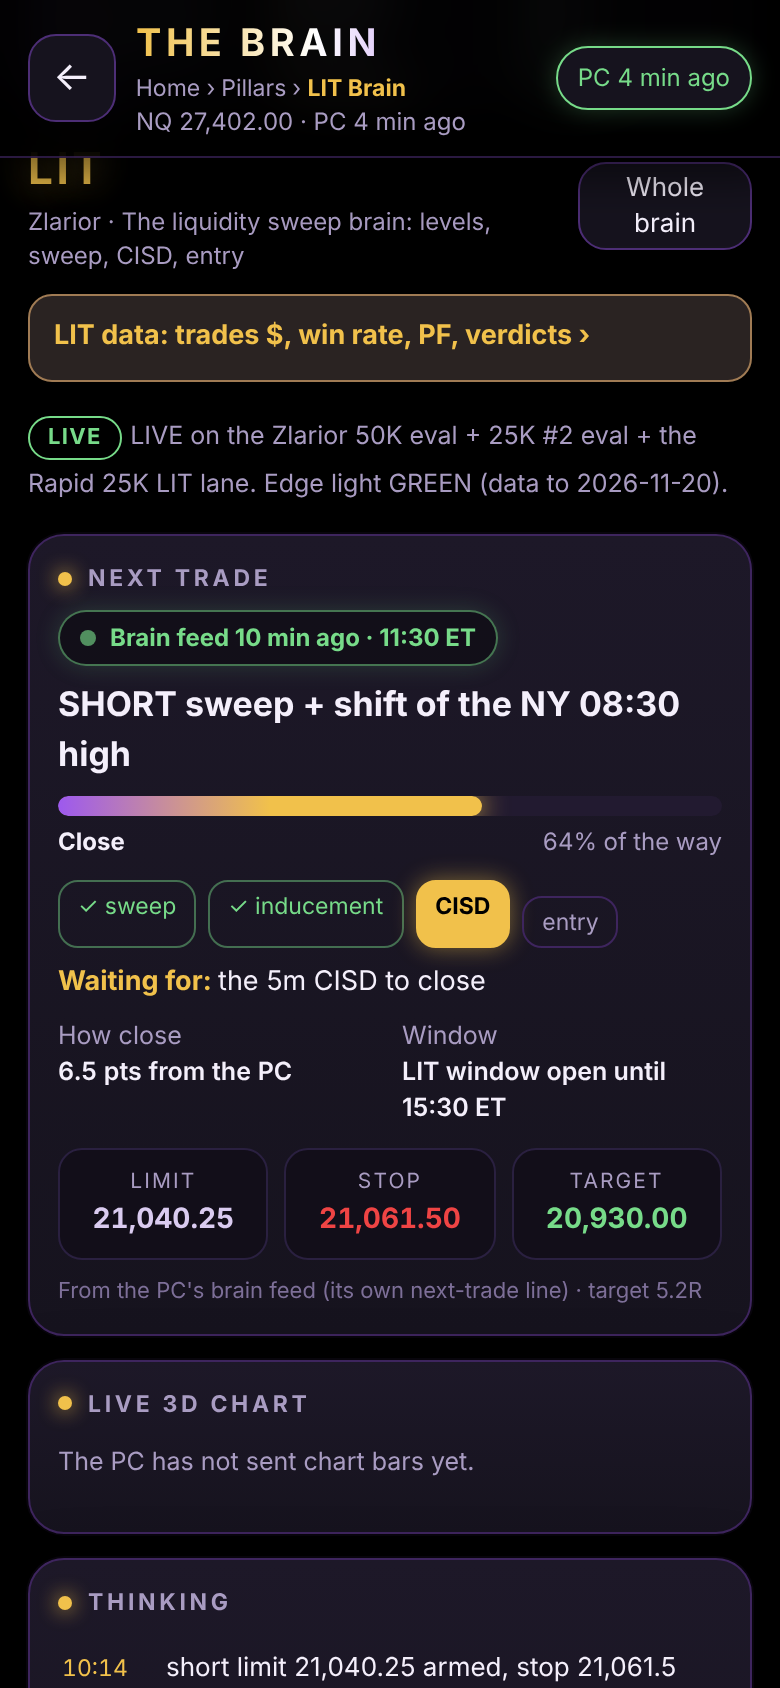 THE BRAIN
Home › Pillars › LIT Brain
NQ 27,402.00 · PC 4 min ago
PC 4 min ago
LIT
Zlarior · The liquidity sweep brain: levels,
sweep, CISD, entry
Whole
brain
LIT data: trades $, win rate, PF, verdicts ›
LIVE LIVE on the Zlarior 50K eval + 25K #2 eval + the
Rapid 25K LIT lane. Edge light GREEN (data to 2026-11-20).
NEXT TRADE
Brain feed 10 min ago · 11:30 ET
SHORT sweep + shift of the NY 08:30
high
Close 64% of the way
✓ sweep ✓ inducement CISD entry
Waiting for: the 5m CISD to close
How close Window
6.5 pts from the PC LIT window open until
15:30 ET
LIMIT STOP TARGET
21,040.25 21,061.50 20,930.00
From the PC's brain feed (its own next-trade line) · target 5.2R
LIVE 3D CHART
The PC has not sent chart bars yet.
THINKING
10:14 short limit 21,040.25 armed, stop 21,061.5